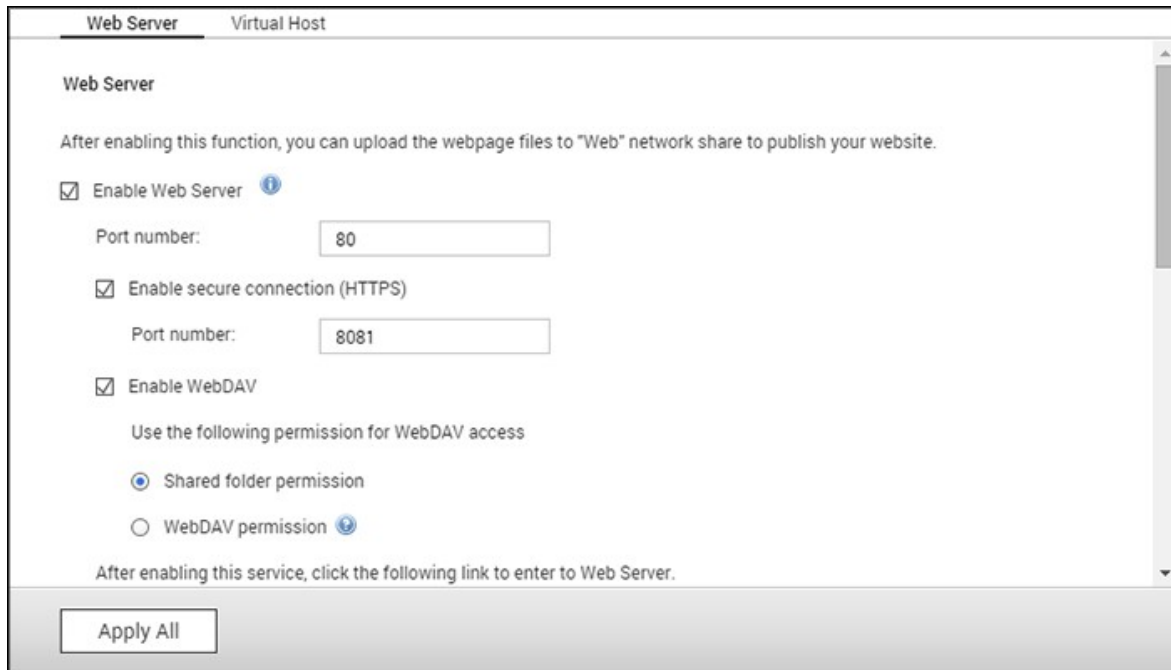 Web Server Virtual Host
Web Server
After enabling this function, you can upload the webpage files to "Web" network share to publish your website.
Enable Web Server
Port number: 80
Enable secure connection (HTTPS)
Port number: 8081
Enable WebDAV
Use the following permission for WebDAV access
Shared folder permission
WebDAV permission
After enabling this service, click the following link to enter to Web Server.
Apply All